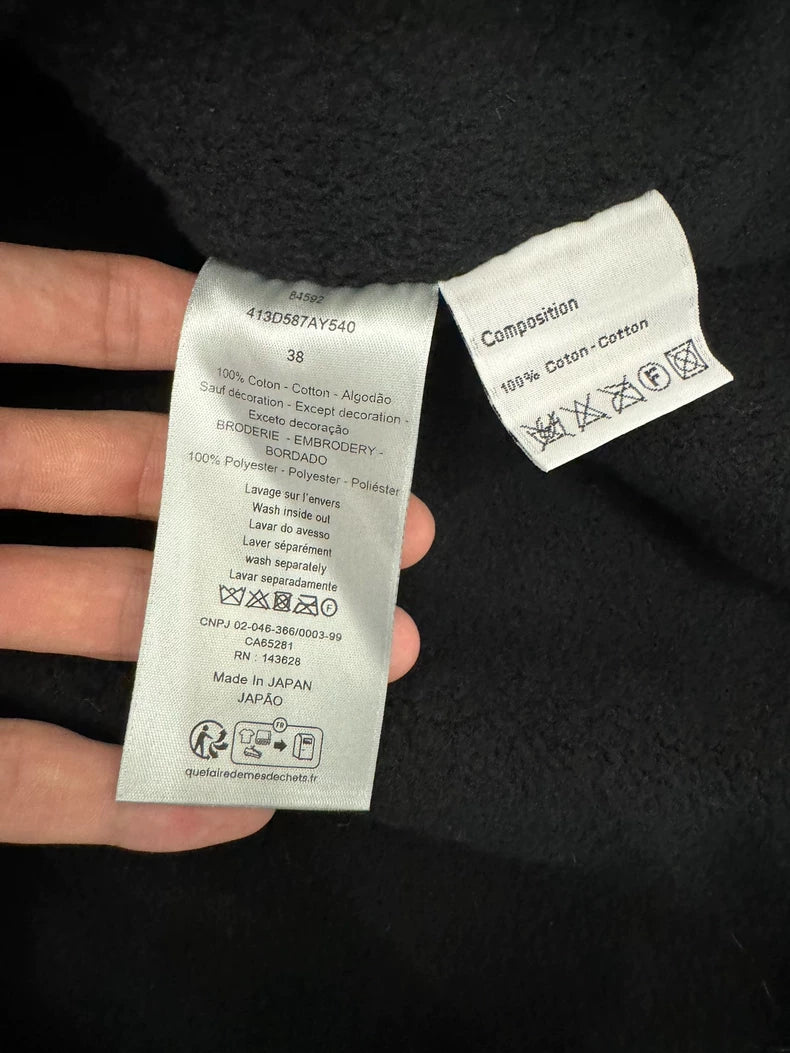 84592
413D587AY540
38
100% Coton - Cotton - Algodão
Sauf décoration - Except decoration -
Exceto decoração
BRODERIE - EMBRODERY -
BORDADO
100% Polyester - Polyester - Poliéster
Lavage sur l'envers
Wash inside out
Lavar do avesso
Laver séparément
wash separately
Lavar separadamente
F
CNPJ 02-046-366/0003-99
CA65281
RN : 143628
Made In JAPAN
JAPÃO
FR
quefairedemesdechets.fr
Composition
100% Coton-Cotton
F